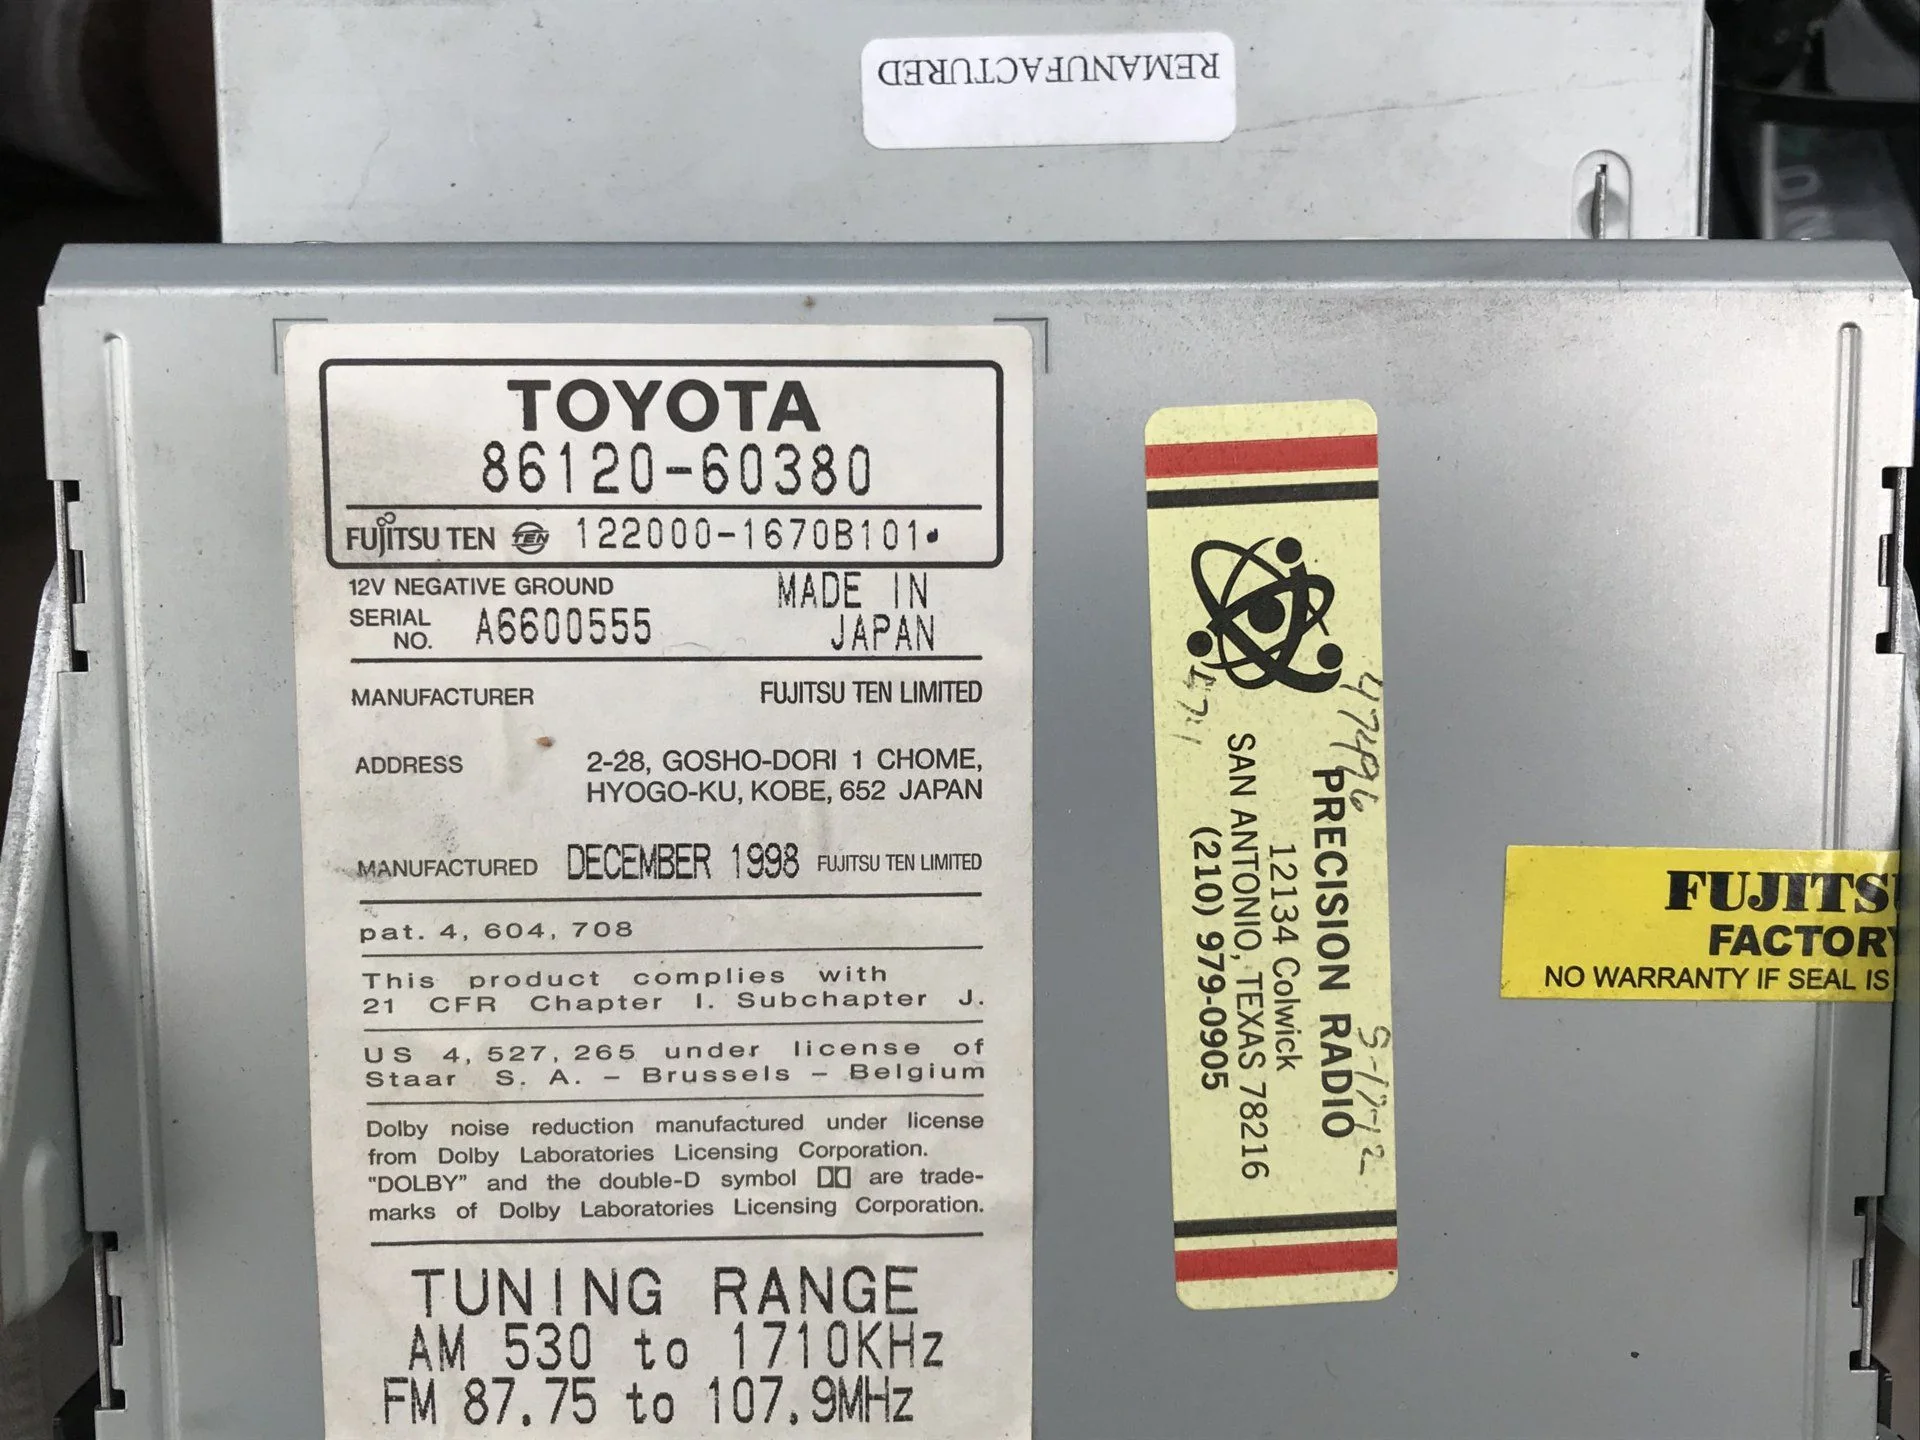 REMANUFACTURED
TOYOTA
86120-60380
FUJITSU TEN TEN 122000-1670B101
12V NEGATIVE GROUND
MADE IN JAPAN
SERIAL NO. A6600555
MANUFACTURER FUJITSU TEN LIMITED
ADDRESS 2-28, GOSHO-DORI 1 CHOME,
HYOGO-KU, KOBE, 652 JAPAN
MANUFACTURED DECEMBER 1998 FUJITSU TEN LIMITED
pat. 4, 604, 708
This product complies with
21 CFR Chapter I. Subchapter J.
US 4, 527, 265 under license of
Staar S. A. – Brussels – Belgium
Dolby noise reduction manufactured under license
from Dolby Laboratories Licensing Corporation.
"DOLBY" and the double-D symbol are trade-
marks of Dolby Laboratories Licensing Corporation.
TUNING RANGE
AM 530 to 1710KHz
FM 87.75 to 107.9MHz
47496
PRECISION RADIO
12134 Colwick
SAN ANTONIO, TEXAS 78216
(210) 979-0905
FUJITS
FACTORY
NO WARRANTY IF SEAL IS